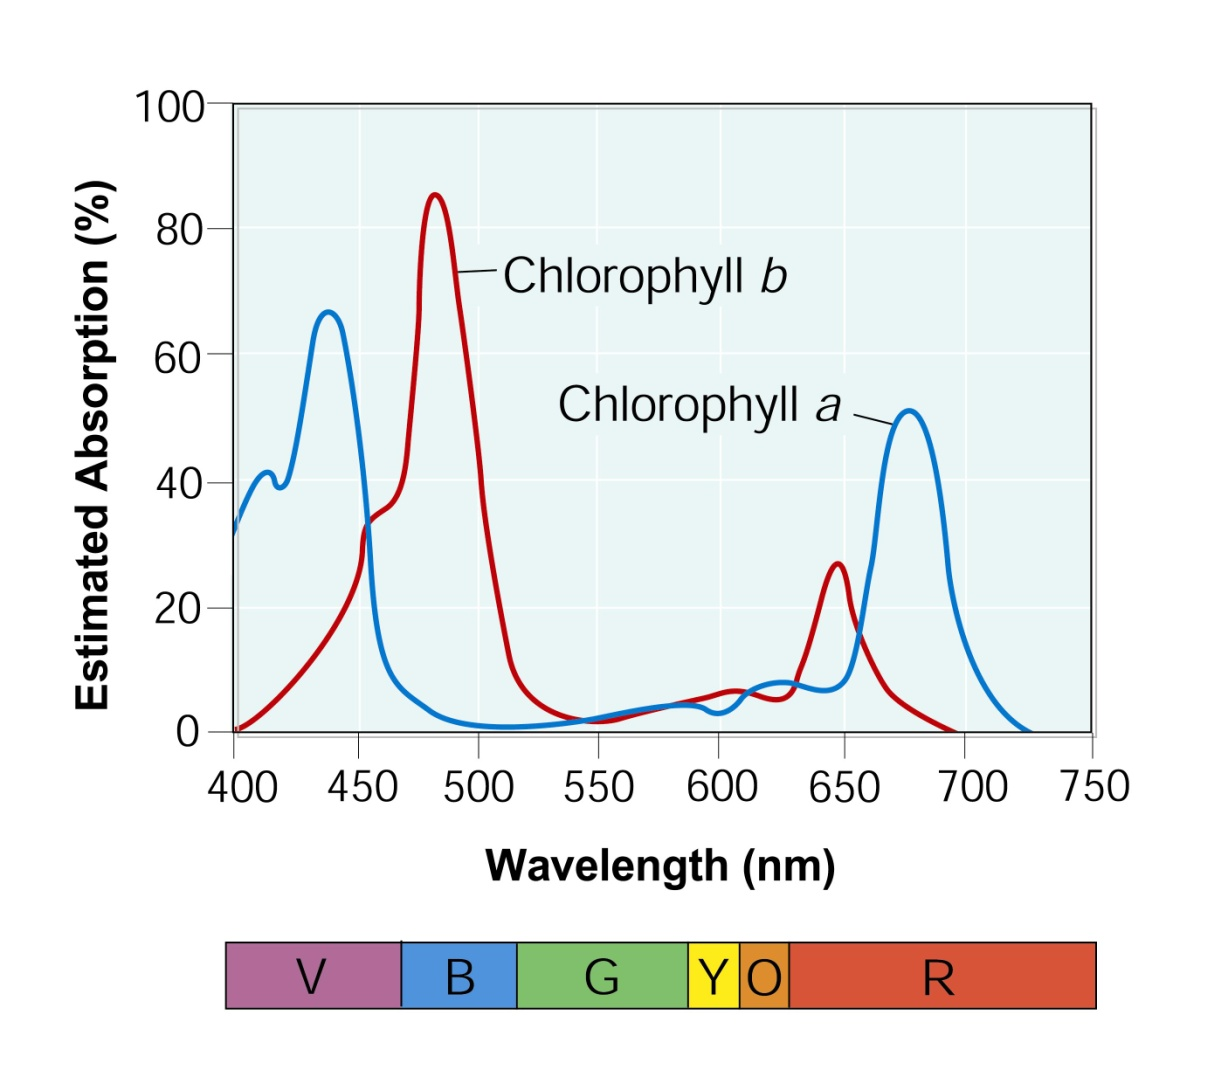 Estimated Absorption (%)
100
80
60
40
20
0
Chlorophyll b
Chlorophyll a
400 450 500 550 600 650 700 750
Wavelength (nm)
V B G Y O R